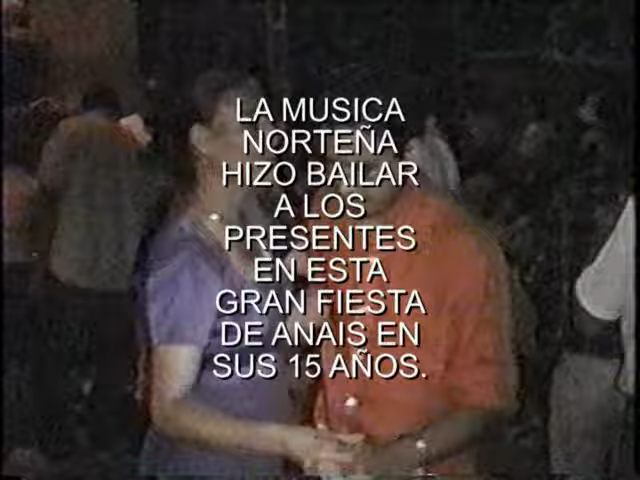 LA MUSICA
NORTEÑA
HIZO BAILAR
A LOS
PRESENTES
EN ESTA
GRAN FIESTA
DE ANAIS EN
SUS 15 AÑOS.